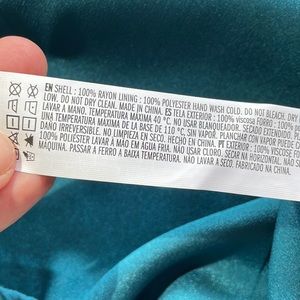 EN SHELL : 100% RAYON LINING : 100% POLYESTER HAND WASH COLD. DO NOT BLEACH. DRY
LOW. DO NOT DRY CLEAN. MADE IN CHINA. ES TELA EXTERIOR : 100% viscosa FORRO : 100%
LAVAR A MANO. TEMPERATURA MÁXIMA 40 °C. NO USAR BLANQUEADOR. SECADO EXTENDIDO.
UNA TEMPERATURA MÁXIMA DE LA BASE DE 110 °C, SIN VAPOR. PLANCHAR CON VAPOR PUEDE
DAÑO IRREVERSIBLE. NO LIMPIEZA EN SECO. HECHO EN CHINA. PT EXTERIOR : 100% VISCOSE
100% POLIÉSTER LAVAR À MÃO EM ÁGUA FRIA. NÃO USAR CLORO. SECAR NA HORIZONTAL. NÃO
MÁQUINA. PASSAR A FERRO A BAIXA TEMPERATURA. NÃO LAVAR A SECO. FABRICADO NA
CHINA.